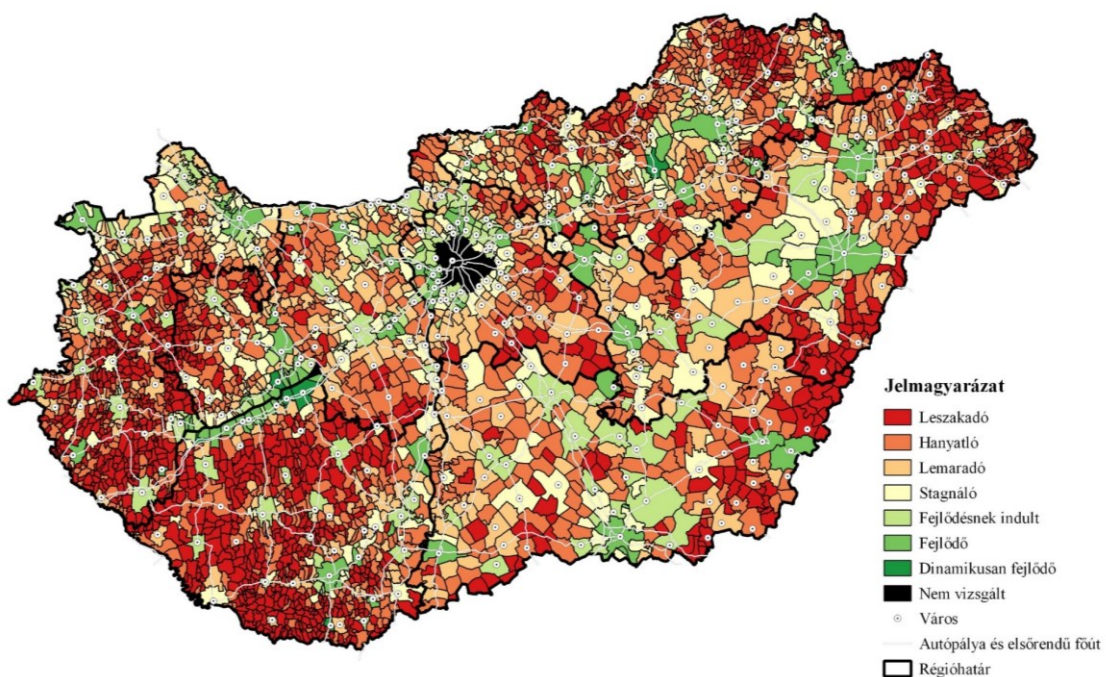 Jelmagyarázat
Leszakadó
Hanyatló
Lemaradó
Stagnáló
Fejlődésnek indult
Fejlődő
Dinamikusan fejlődő
Nem vizsgált
Város
Autópálya és elsőrendű főút
Régióhatár